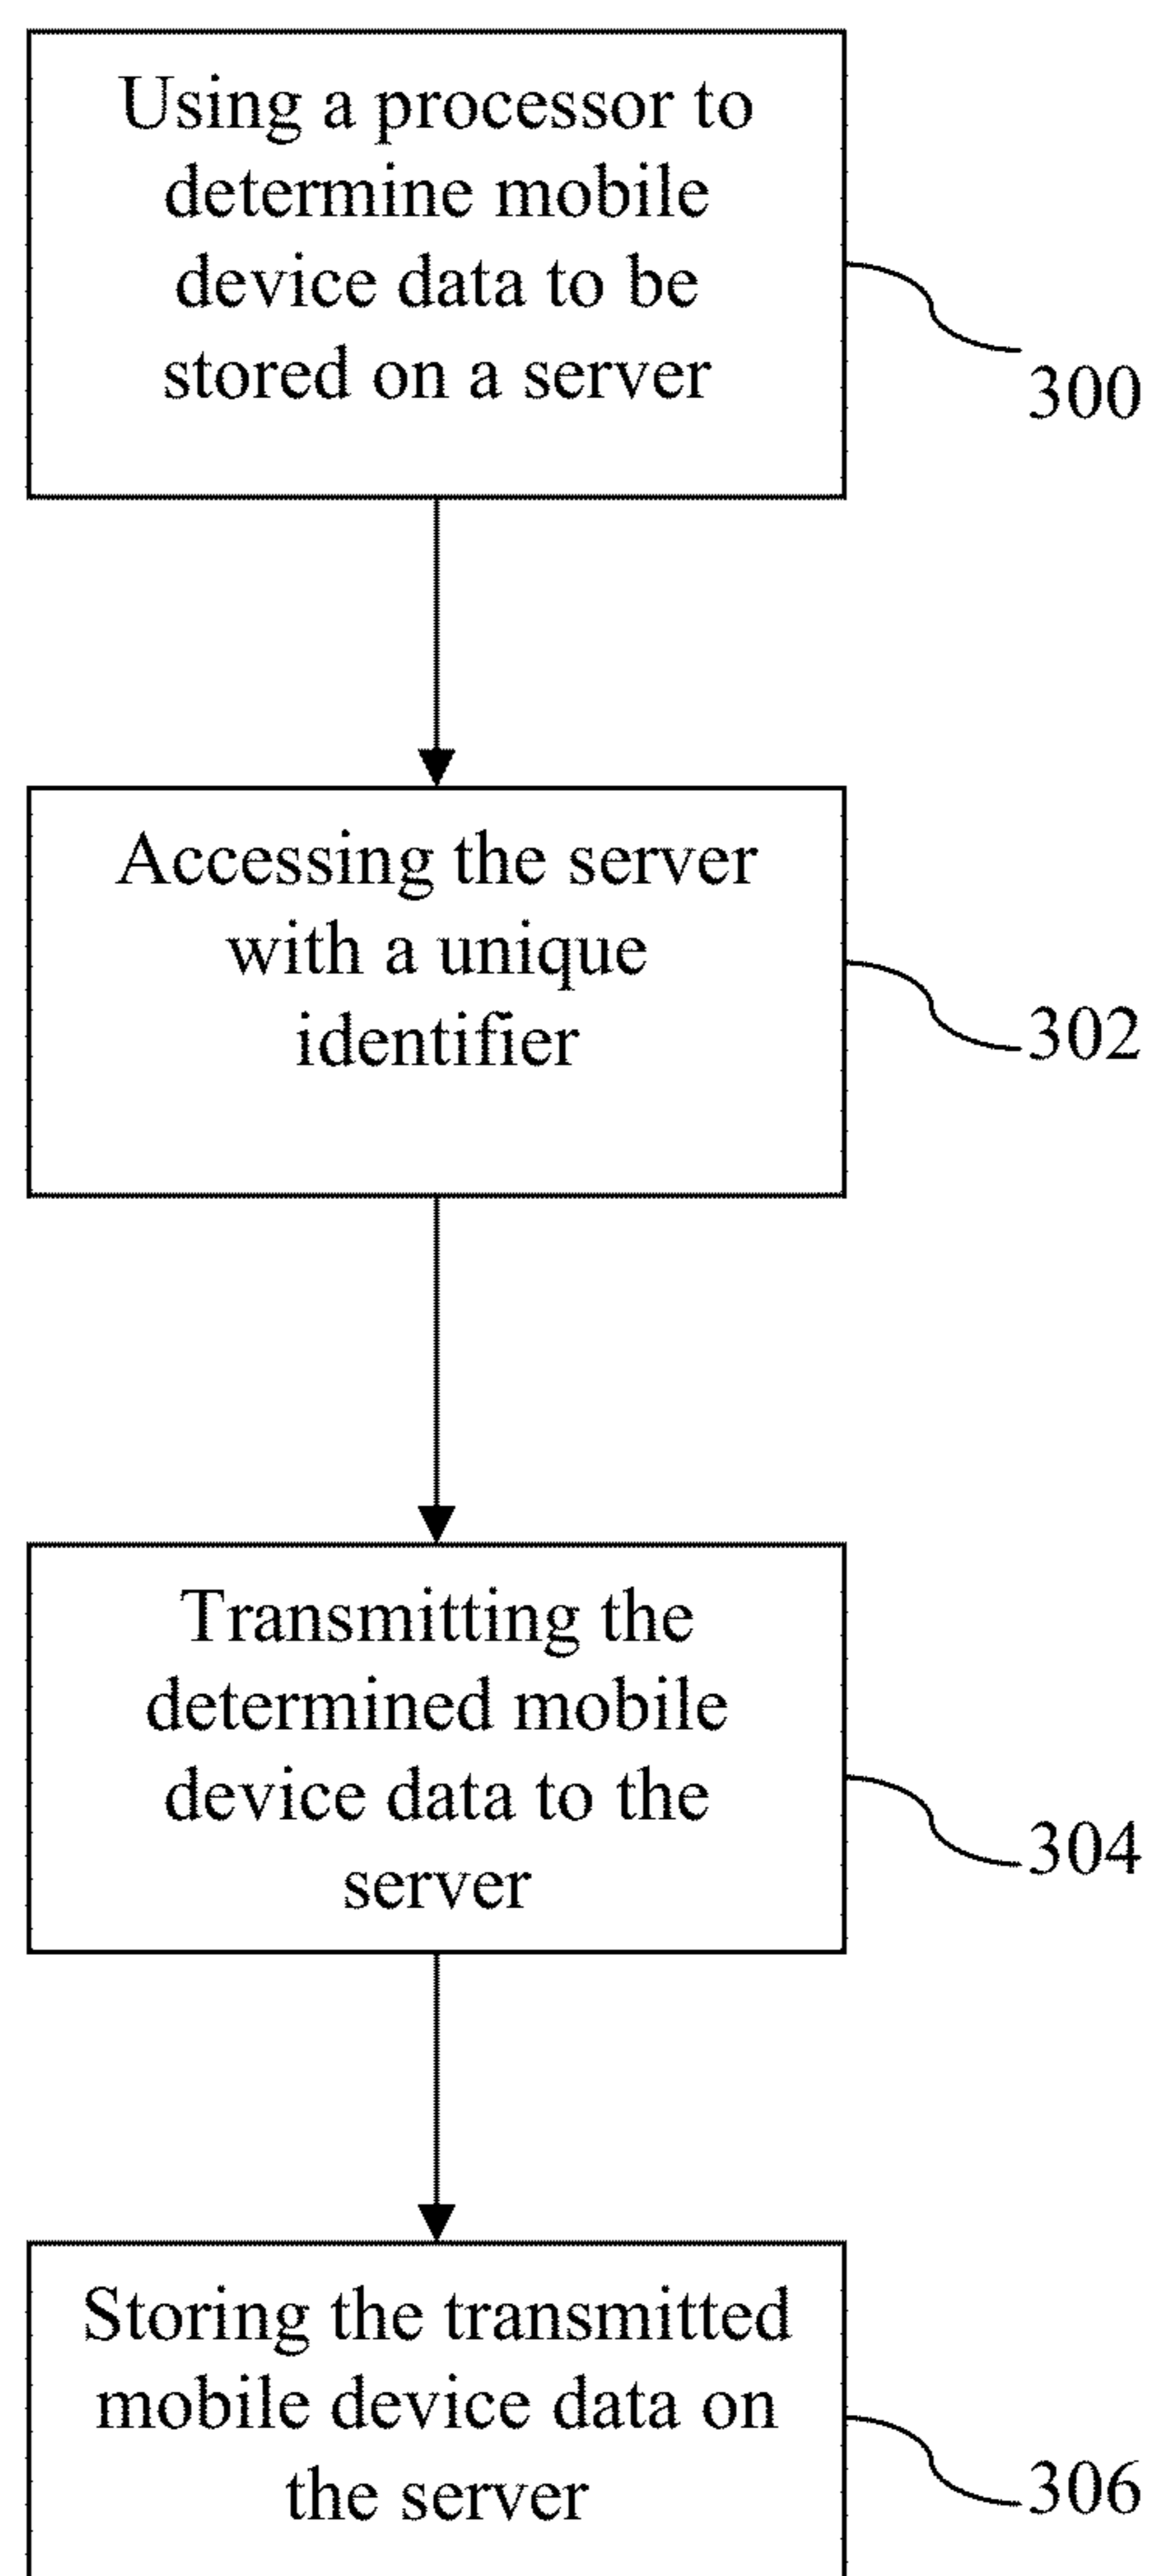 Using a processor to
determine mobile
device data to be
stored on a server
300
Accessing the server
with a unique
identifier
302
Transmitting the
determined mobile
device data to the
server
304
Storing the transmitted
mobile device data on
the server
306